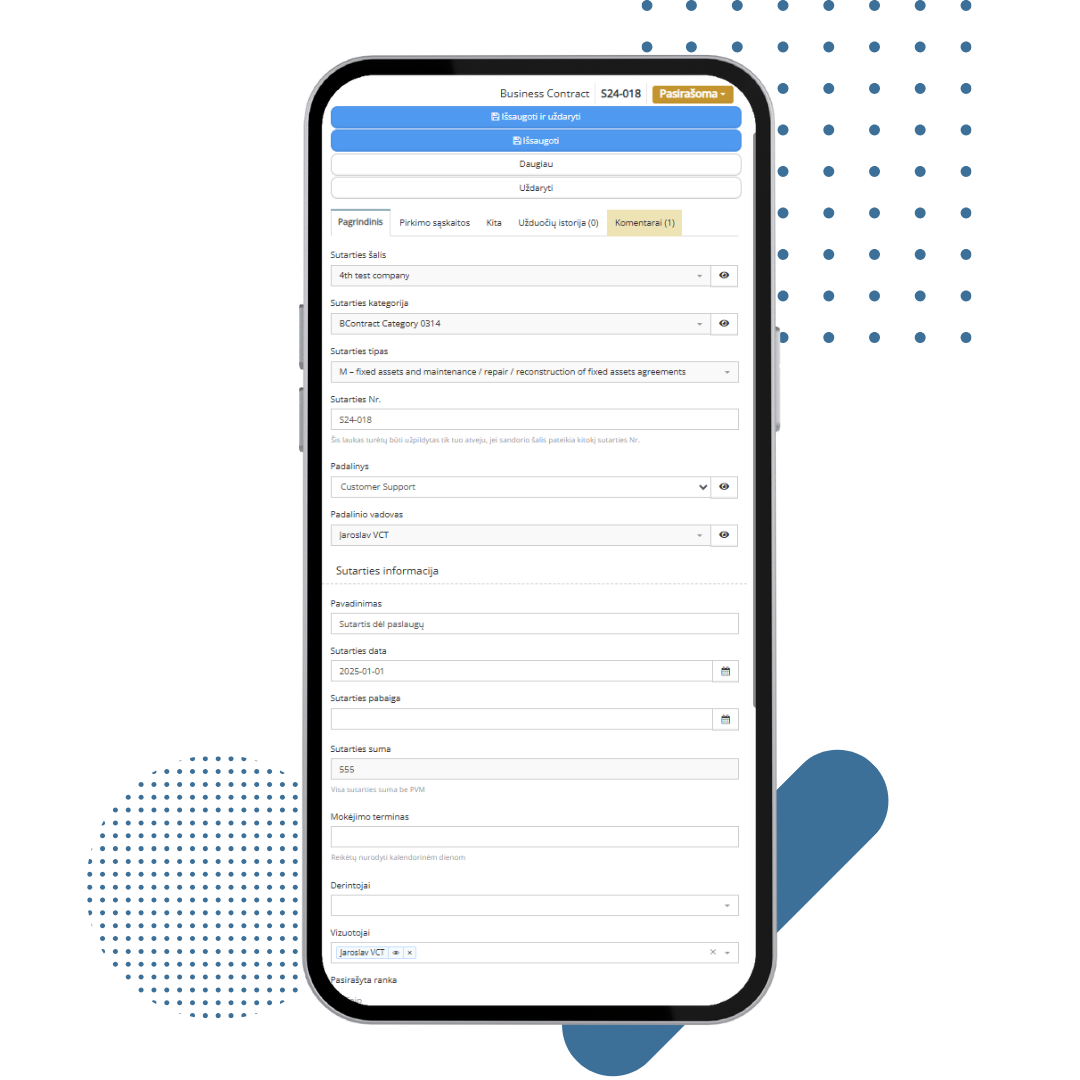 Business Contract S24-018 Pasirašoma
Išsaugoti ir uždaryti
Išsaugoti
Daugiau
Uždaryti
Pagrindinis Pirkimo sąskaitos Kita Užduočių istorija (0) Komentarai (1)
Sutarties šalis
4th test company
Sutarties kategorija
BContract Category 0314
Sutarties tipas
M – fixed assets and maintenance / repair / reconstruction of fixed assets agreements
Sutarties Nr.
S24-018
Šis laukas turėtų būti užpildytas tik tuo atveju, jei sandorio šalis pateikia kitokį sutarties Nr.
Padalinys
Customer Support
Padalinio vadovas
Jaroslav VCT
Sutarties informacija
Pavadinimas
Sutartis dėl paslaugų
Sutarties data
2025-01-01
Sutarties pabaiga
Sutarties suma
555
Visa sutarties suma be PVM
Mokėjimo terminas
Reikėtų nurodyti kalendorinėm dienom
Derintojai
Vizuotojai
Jaroslav VCT
Pasirašyta ranka